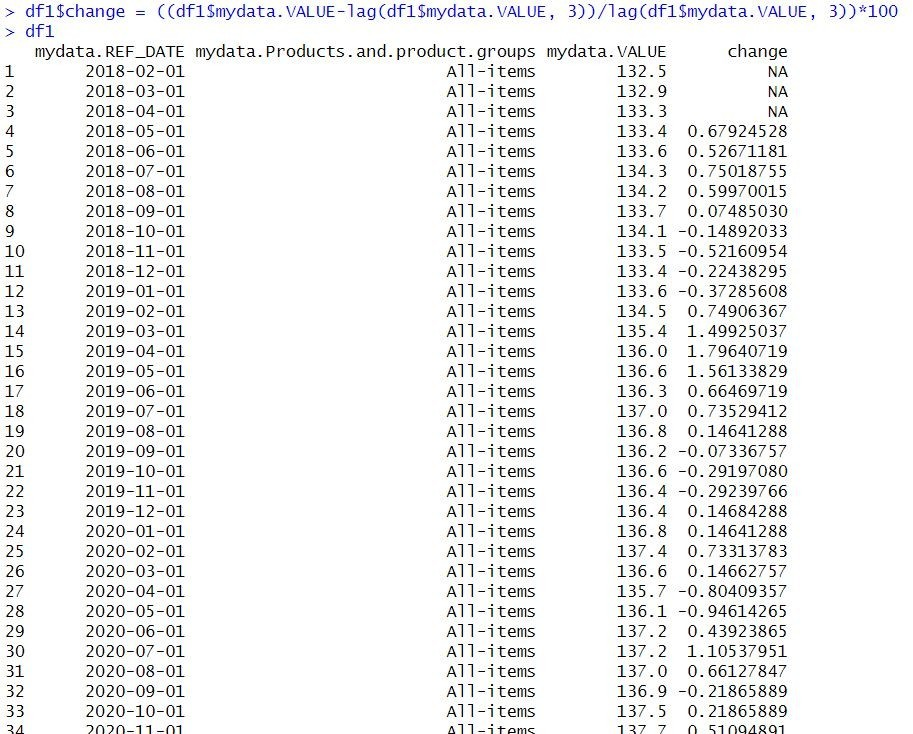 > df1$change = ((df1$mydata.VALUE-lag(df1$mydata.VALUE, 3))/lag(df1$mydata.VALUE, 3))*100
> df1
mydata.REF_DATE mydata.Products.and.product.groups mydata.VALUE change
1 2018-02-01 All-items 132.5 NA
2 2018-03-01 All-items 132.9 NA
3 2018-04-01 All-items 133.3 NA
4 2018-05-01 All-items 133.4 0.67924528
5 2018-06-01 All-items 133.6 0.52671181
6 2018-07-01 All-items 134.3 0.75018755
7 2018-08-01 All-items 134.2 0.59970015
8 2018-09-01 All-items 133.7 0.07485030
9 2018-10-01 All-items 134.1 -0.14892033
10 2018-11-01 All-items 133.5 -0.52160954
11 2018-12-01 All-items 133.4 -0.22438295
12 2019-01-01 All-items 133.6 -0.37285608
13 2019-02-01 All-items 134.5 0.74906367
14 2019-03-01 All-items 135.4 1.49925037
15 2019-04-01 All-items 136.0 1.79640719
16 2019-05-01 All-items 136.6 1.56133829
17 2019-06-01 All-items 136.3 0.66469719
18 2019-07-01 All-items 137.0 0.73529412
19 2019-08-01 All-items 136.8 0.14641288
20 2019-09-01 All-items 136.2 -0.07336757
21 2019-10-01 All-items 136.6 -0.29197080
22 2019-11-01 All-items 136.4 -0.29239766
23 2019-12-01 All-items 136.4 0.14684288
24 2020-01-01 All-items 136.8 0.14641288
25 2020-02-01 All-items 137.4 0.73313783
26 2020-03-01 All-items 136.6 0.14662757
27 2020-04-01 All-items 135.7 -0.80409357
28 2020-05-01 All-items 136.1 -0.94614265
29 2020-06-01 All-items 137.2 0.43923865
30 2020-07-01 All-items 137.2 1.10537951
31 2020-08-01 All-items 137.0 0.66127847
32 2020-09-01 All-items 136.9 -0.21865889
33 2020-10-01 All-items 137.5 0.21865889
34 2020-11-01 All-items 137.7 0.51094891